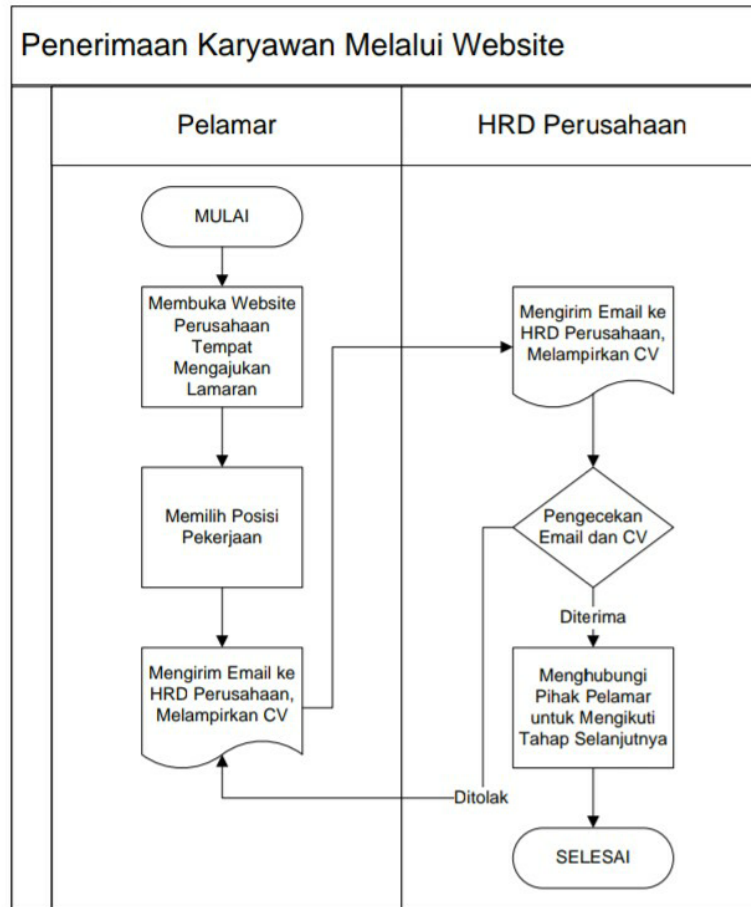 Penerimaan Karyawan Melalui Website
Pelamar
HRD Perusahaan
MULAI
Membuka Website
Perusahaan
Tempat
Mengajukan
Lamaran
Memilih Posisi
Pekerjaan
Mengirim Email ke
HRD Perusahaan,
Melampirkan CV
Mengirim Email ke
HRD Perusahaan,
Melampirkan CV
Pengecekan
Email dan CV
Diterima
Menghubungi
Pihak Pelamar
untuk Mengikuti
Tahap Selanjutnya
Ditolak
SELESAI